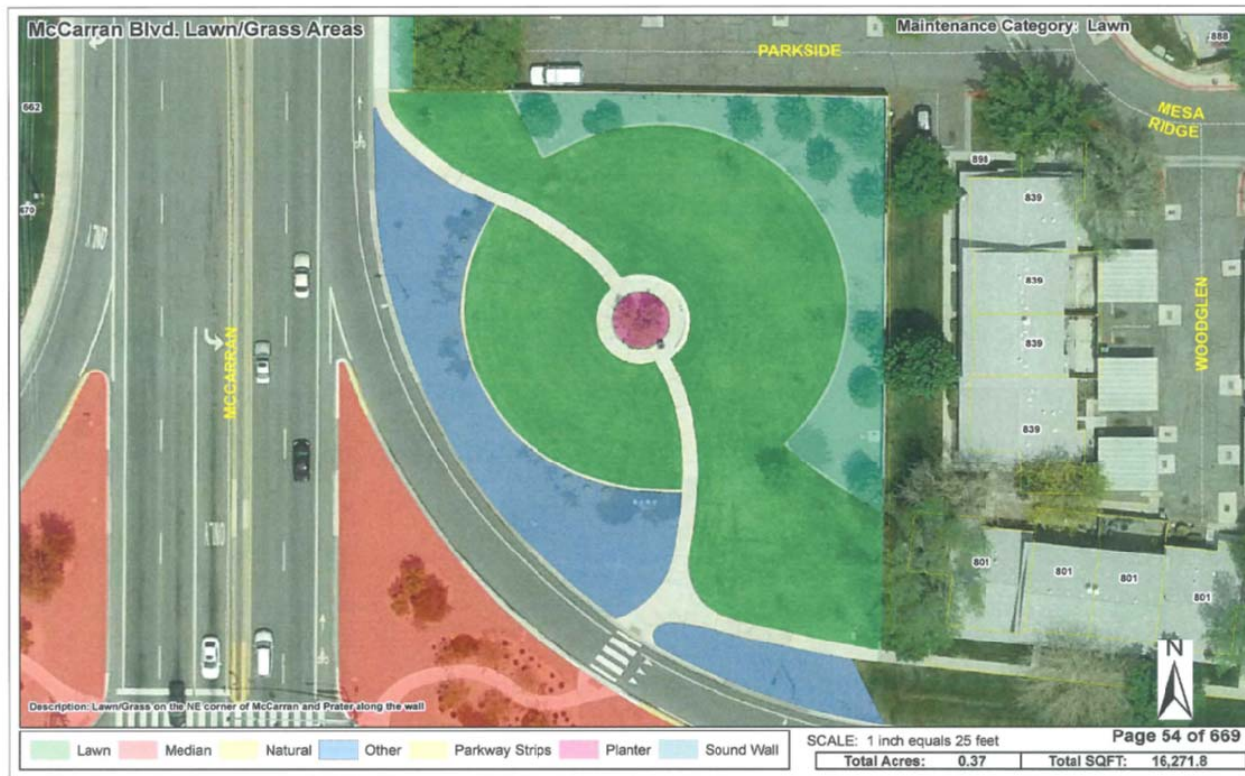 McCarran Blvd. Lawn/Grass Areas
Maintenance Category: Lawn
888
PARKSIDE
662
MESA
RIDGE
898
839
670
839
WOODGLEN
MCCARRAN
839
839
801
801
801
801
N
Description: Lawn/Grass on the NE corner of McCarran and Prater along the wall
Lawn
Median
Natural
Other
Parkway Strips
Planter
Sound Wall
SCALE: 1 inch equals 25 feet
Page 54 of 669
Total Acres: 0.37
Total SQFT: 16,271.8